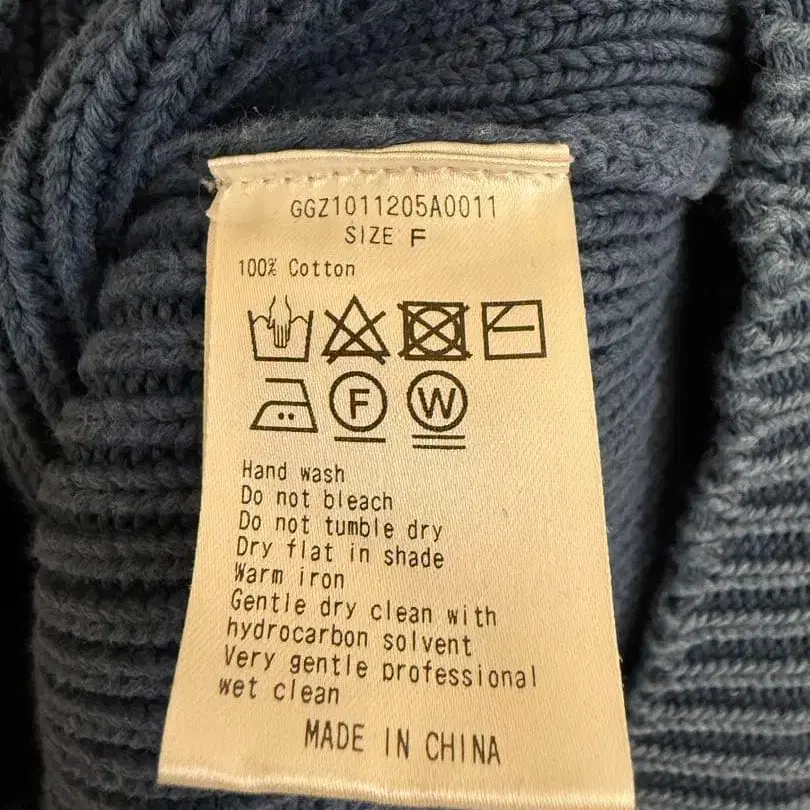 GGZ1011205A0011
SIZE F
100% Cotton
F W
Hand wash
Do not bleach
Do not tumble dry
Dry flat in shade
Warm iron
Gentle dry clean with
hydrocarbon solvent
Very gentle professional
wet clean
MADE IN CHINA